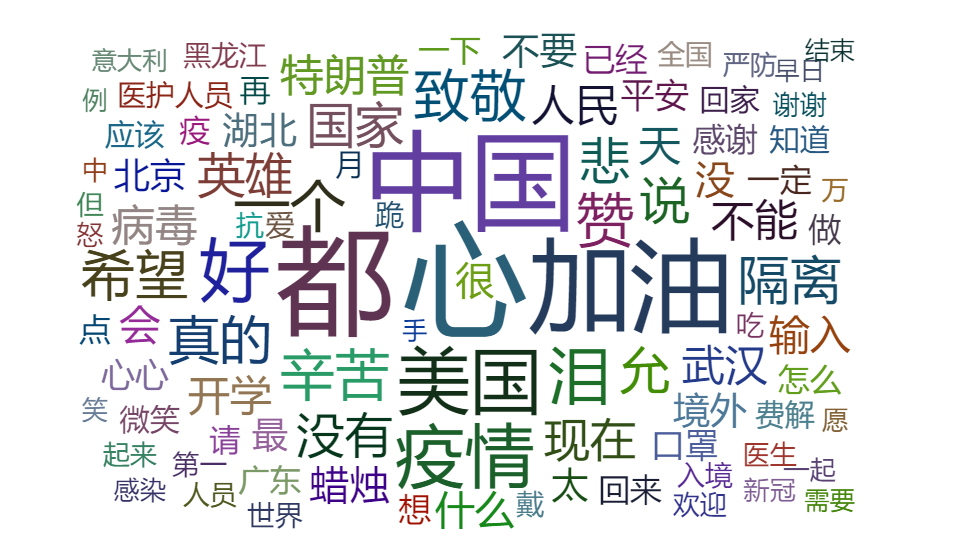 意大利 黑龙江 特朗普 一下 不要 已经 全国 严防 早日 结束
例 医护人员 再 致敬 人民 平安 回家 谢谢
应该 疫 湖北 国家 悲 天 感谢 知道
中 北京 英雄 月 中国 没 一定 万
但 病毒 一个 跪 赞 说 不能 做
怒 抗 爱
希望 好 都 心 很 加油 隔离
点 会 真的 手 吃 输入
心心 开学 辛苦 美国 泪 允 武汉 怎么
笑 微笑 境外 费解 愿
起来 请 最 没有 疫情 现在 口罩 医生
感染 第一 广东 蜡烛 太 回来 入境 一起
人员 想 什么 戴 欢迎 新冠 需要
世界